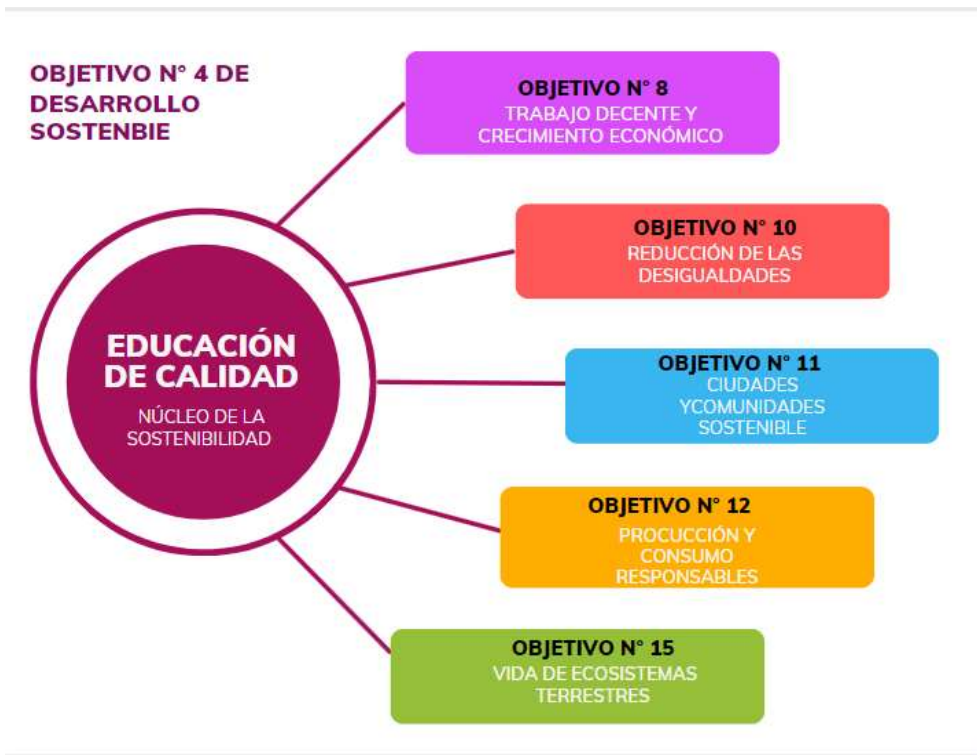 OBJETIVO N° 4 DE
DESARROLLO
SOSTENBIE
EDUCACIÓN
DE CALIDAD
NÚCLEO DE LA
SOSTENIBILIDAD
OBJETIVO N° 8
TRABAJO DECENTE Y
CRECIMIENTO ECONÓMICO
OBJETIVO N° 10
REDUCCIÓN DE LAS
DESIGUALDADES
OBJETIVO N° 11
CIUDADES
YCOMUNIDADES
SOSTENIBLE
OBJETIVO N° 12
PROCUCCIÓN Y
CONSUMO
RESPONSABLES
OBJETIVO N° 15
VIDA DE ECOSISTEMAS
TERRESTRES